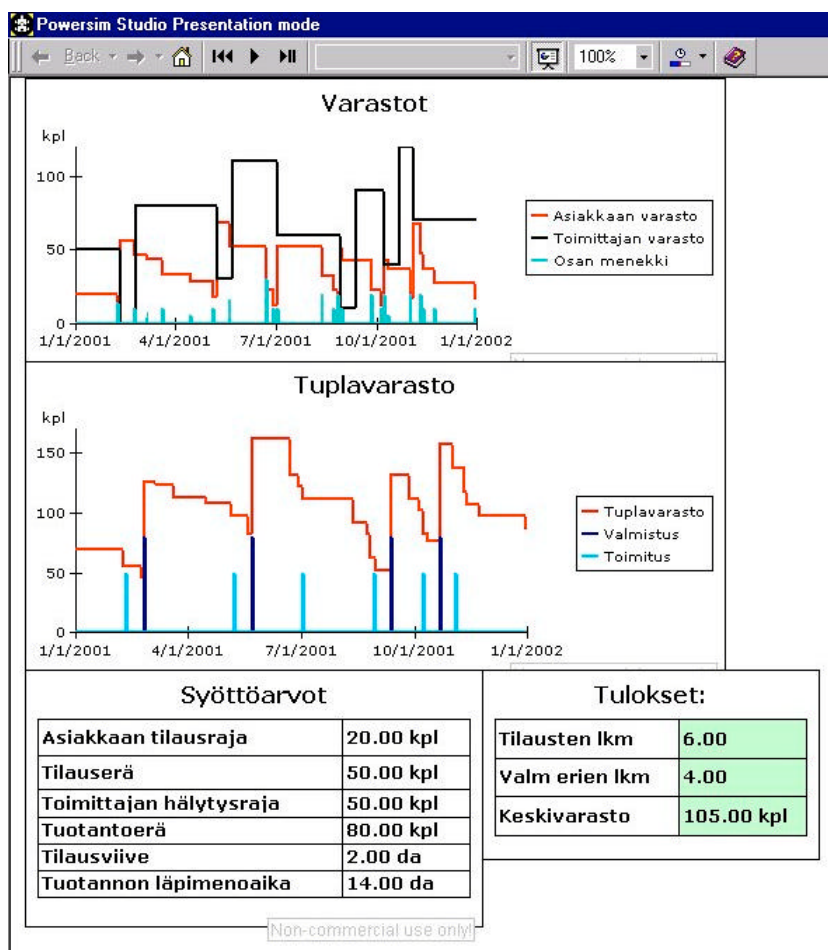 Powersim Studio Presentation mode
Back 100%
Varastot
kpl
100
50
0
1/1/2001 4/1/2001 7/1/2001 10/1/2001 1/1/2002
Asiakkaan varasto
Toimittajan varasto
Osan menekki
Tuplavarasto
kpl
150
100
50
0
1/1/2001 4/1/2001 7/1/2001 10/1/2001 1/1/2002
Tuplavarasto
Valmistus
Toimitus
Syöttöarvot
Asiakkaan tilausraja 20.00 kpl
Tilauserä 50.00 kpl
Toimittajan hälytysraja 50.00 kpl
Tuotantoerä 80.00 kpl
Tilausviive 2.00 da
Tuotannon läpimenoaika 14.00 da
Non-commercial use only!
Tulokset:
Tilausten lkm 6.00
Valm erien lkm 4.00
Keskivarasto 105.00 kpl